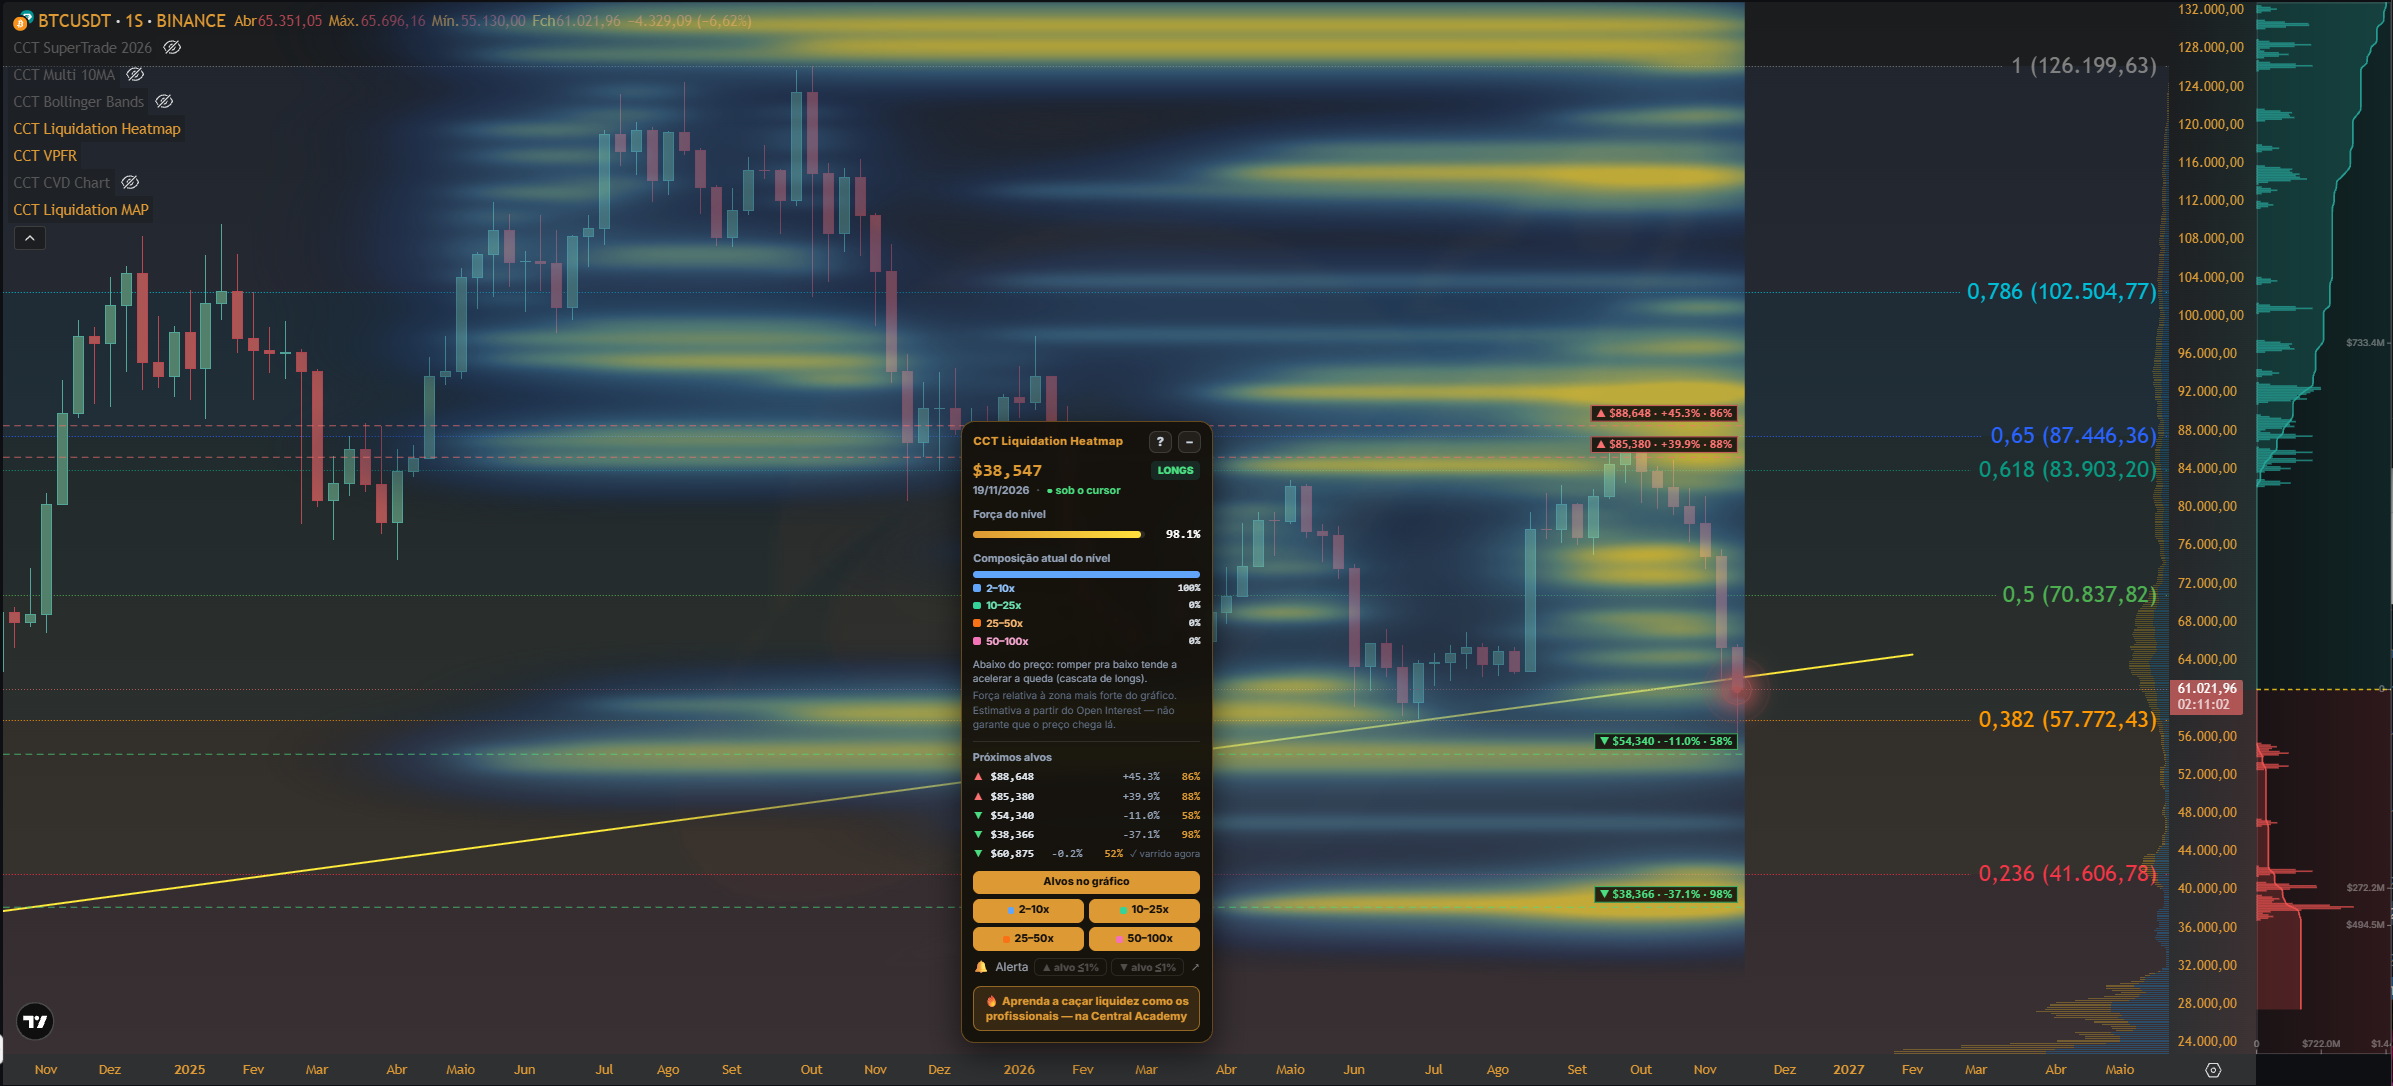 BTCUSDT · 1S · BINANCE Abr65.351,05 Máx.65.696,16 Mín.55.130,00 Fch61.021,96 −4.329,09 (−6,62%)
CCT SuperTrade 2026
CCT Multi 10MA
CCT Bollinger Bands
CCT Liquidation Heatmap
CCT VPFR
CCT CVD Chart
CCT Liquidation MAP
1 (126.199,63)
0,786 (102.504,77)
0,65 (87.446,36)
0,618 (83.903,20)
0,5 (70.837,82)
0,382 (57.772,43)
0,236 (41.606,78)
▲ $88,648 · +45.3% · 86%
▲ $85,380 · +39.9% · 88%
▼ $54,340 · -11.0% · 58%
▼ $38,366 · -37.1% · 98%
CCT Liquidation Heatmap ? −
$38,547 LONGS
19/11/2026 · ● sob o cursor
Força do nível
98.1%
Composição atual do nível
2–10x 100%
10–25x 0%
25–50x 0%
50–100x 0%
Abaixo do preço: romper pra baixo tende a
acelerar a queda (cascata de longs).
Força relativa à zona mais forte do gráfico.
Estimativa a partir do Open Interest — não
garante que o preço chega lá.
Próximos alvos
▲ $88,648 +45.3% 86%
▲ $85,380 +39.9% 88%
▼ $54,340 -11.0% 58%
▼ $38,366 -37.1% 98%
▼ $60,875 -0.2% 52% ✓ varrido agora
Alvos no gráfico
2–10x 10–25x
25–50x 50–100x
🔔 Alerta ▲ alvo ≤1% ▼ alvo ≤1% ↗
🔥 Aprenda a caçar liquidez como os
profissionais — na Central Academy
132.000,00
128.000,00
124.000,00
120.000,00
116.000,00
112.000,00
108.000,00
104.000,00
100.000,00
96.000,00
92.000,00
88.000,00
84.000,00
80.000,00
76.000,00
72.000,00
68.000,00
64.000,00
61.021,96
02:11:02
56.000,00
52.000,00
48.000,00
44.000,00
40.000,00
36.000,00
32.000,00
28.000,00
24.000,00
$733.4M
0
$272.2M
$494.5M
0 $722.0M
Nov Dez 2025 Fev Mar Abr Maio Jun Jul Ago Set Out Nov Dez 2026 Fev Mar Abr Maio Jun Jul Ago Set Out Nov Dez 2027 Fev Mar Abr Maio